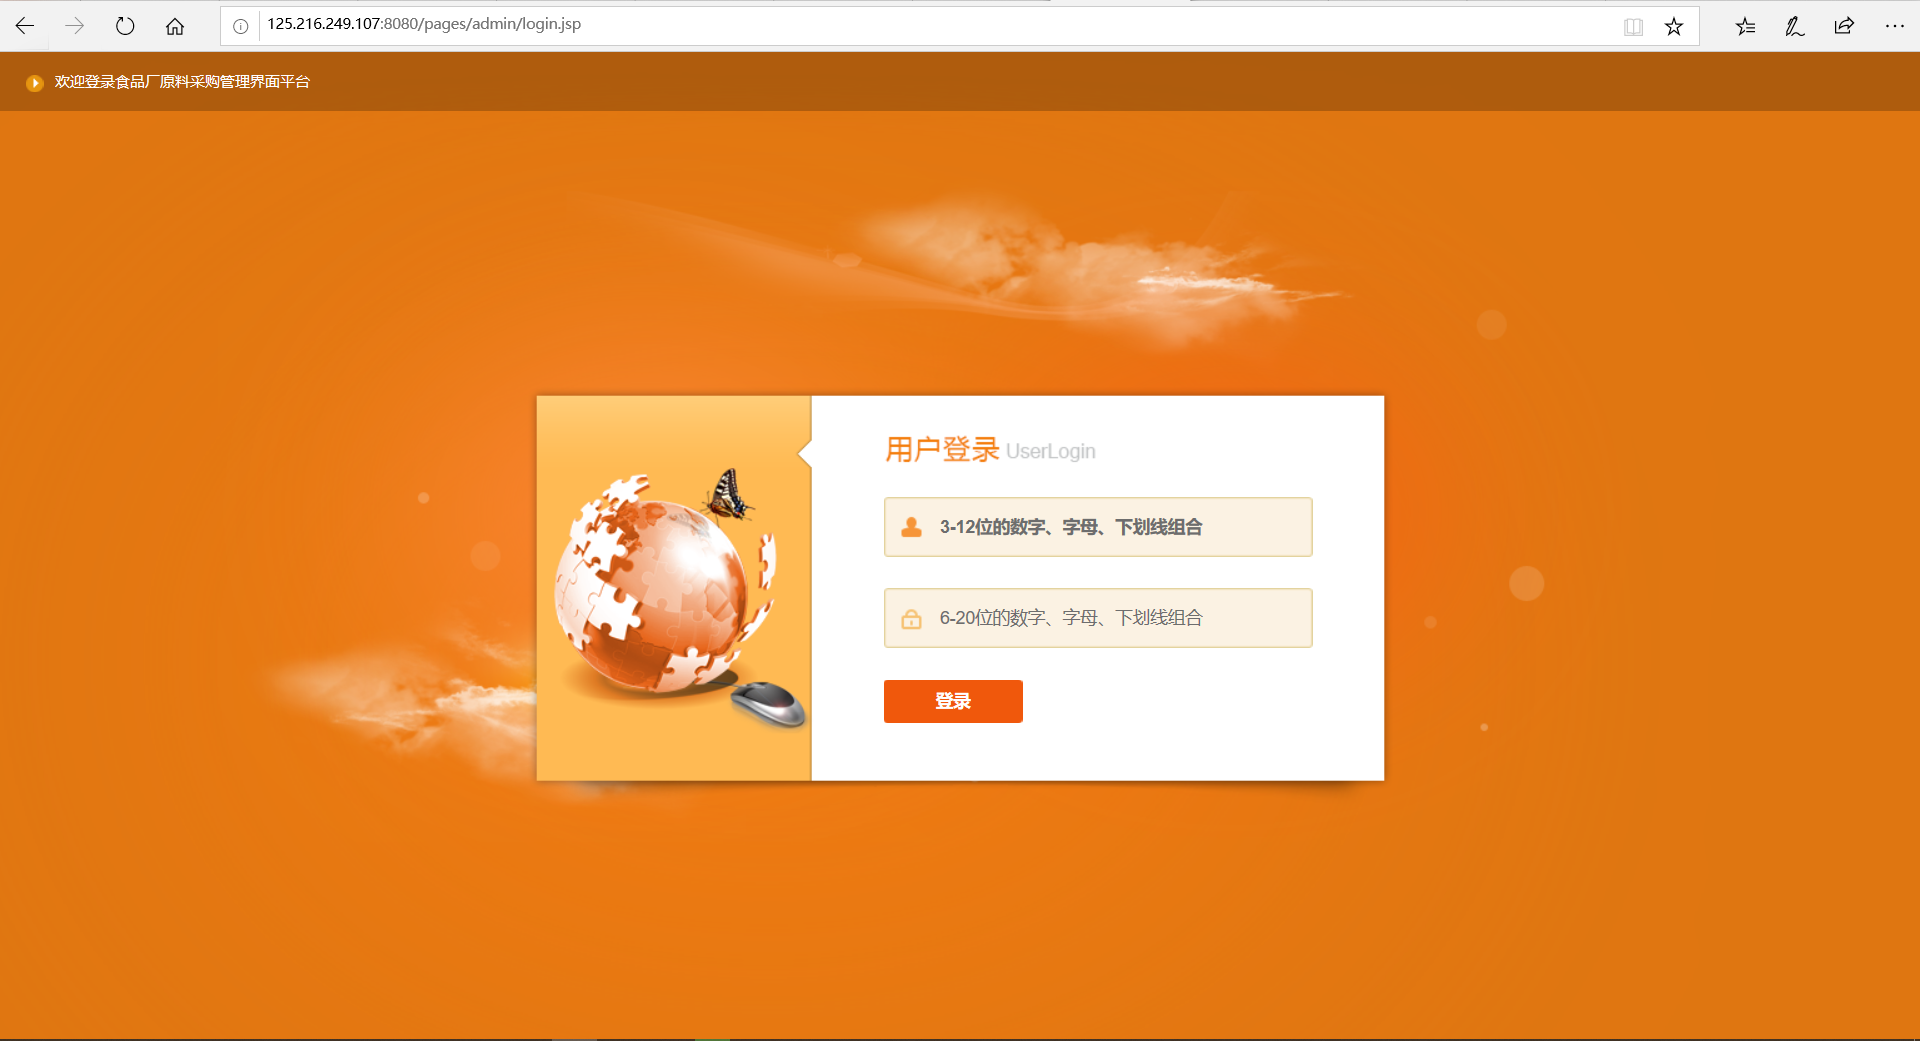 125.216.249.107:8080/pages/admin/login.jsp
欢迎登录食品厂原料采购管理界面平台
用户登录 UserLogin
3-12位的数字、字母、下划线组合
6-20位的数字、字母、下划线组合
登录